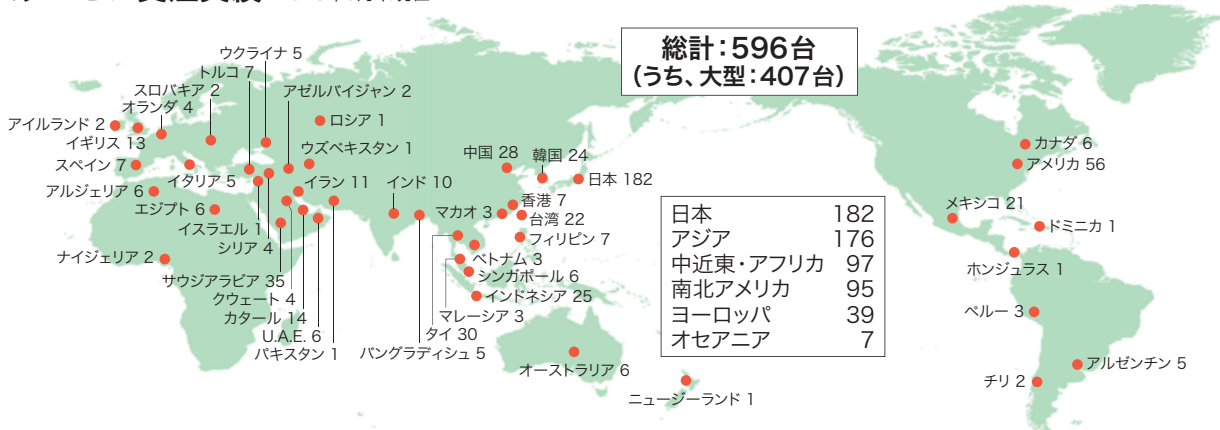 総計：596台
（うち、大型：407台）
ウクライナ 5
トルコ 7
スロバキア 2
オランダ 4
アゼルバイジャン 2
アイルランド 2
イギリス 13
ロシア 1
ウズベキスタン 1
スペイン 7
イタリア 5
アルジェリア 6
エジプト 6
イラン 11
インド 10
イスラエル 1
シリア 4
ナイジェリア 2
サウジアラビア 35
クウェート 4
カタール 14
U.A.E. 6
パキスタン 1
中国 28
韓国 24
日本 182
香港 7
マカオ 3
台湾 22
フィリピン 7
ベトナム 3
シンガポール 6
インドネシア 25
マレーシア 3
タイ 30
バングラディシュ 5
オーストラリア 6
ニュージーランド 1
日本 182
アジア 176
中近東・アフリカ 97
南北アメリカ 95
ヨーロッパ 39
オセアニア 7
カナダ 6
アメリカ 56
メキシコ 21
ドミニカ 1
ホンジュラス 1
ペルー 3
アルゼンチン 5
チリ 2